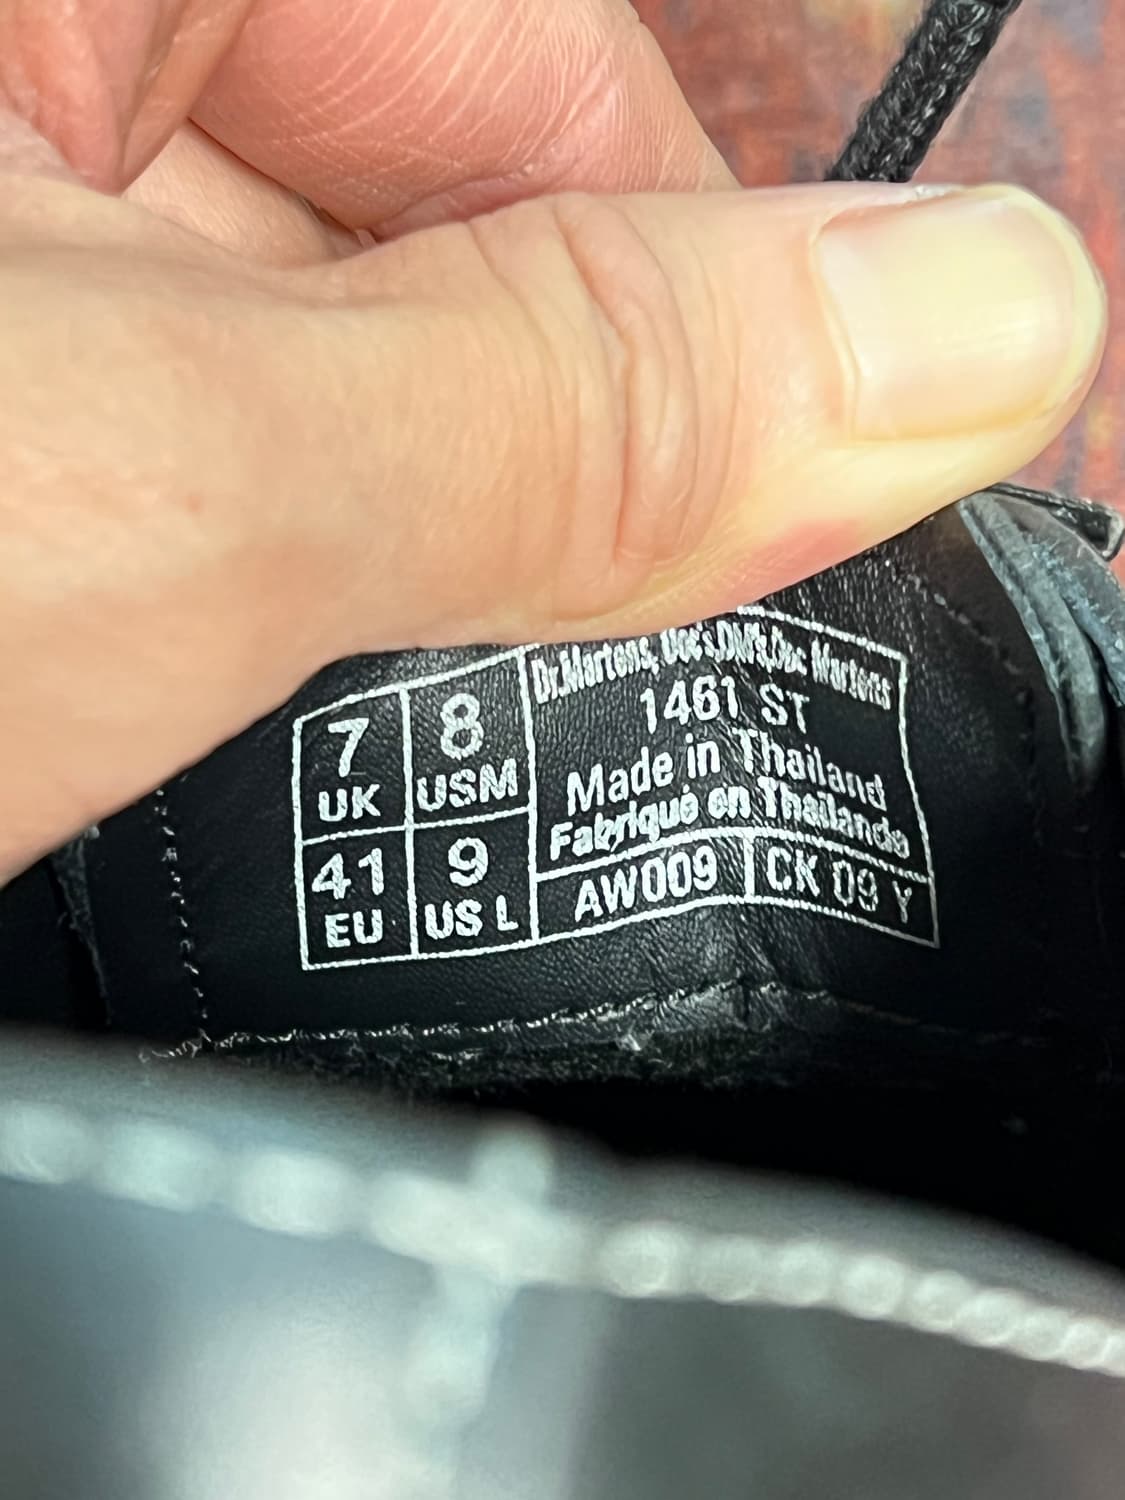 7
UK
8
USM
41
EU
9
US L
Dr.Martens, Doc's,DM's,Doc Martens
1461 ST
Made in Thailand
Fabriqué en Thailande
AW009
CK 09 Y